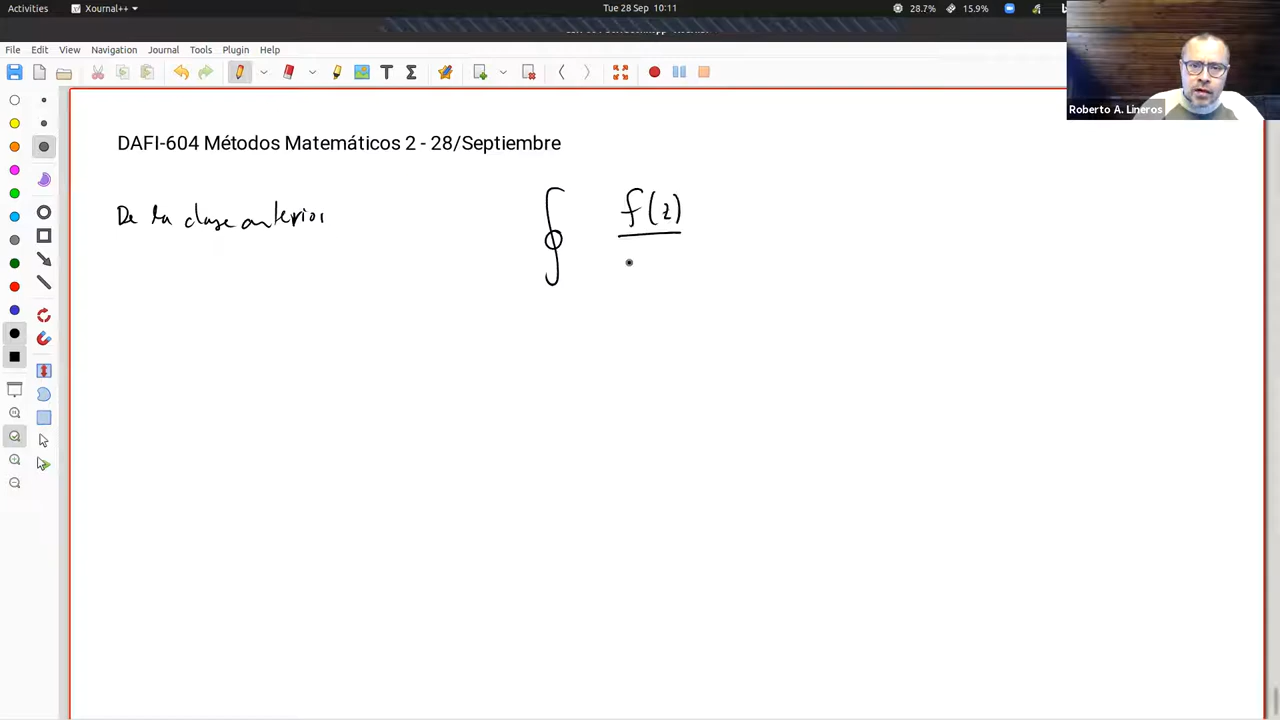 Activities Xournal++ Tue 28 Sep 10:11 28.7% 15.9%
File Edit View Navigation Journal Tools Plugin Help
Roberto A. Lineros
DAFI-604 Métodos Matemáticos 2 - 28/Septiembre
De la clase anterior
∮ f(z)